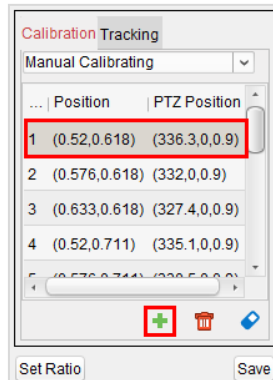 Calibration Tracking
Manual Calibrating
... Position PTZ Position
1 (0.52,0.618) (336.3,0,0.9)
2 (0.576,0.618) (332,0,0.9)
3 (0.633,0.618) (327.4,0,0.9)
4 (0.52,0.711) (335.1,0,0.9)
Set Ratio Save